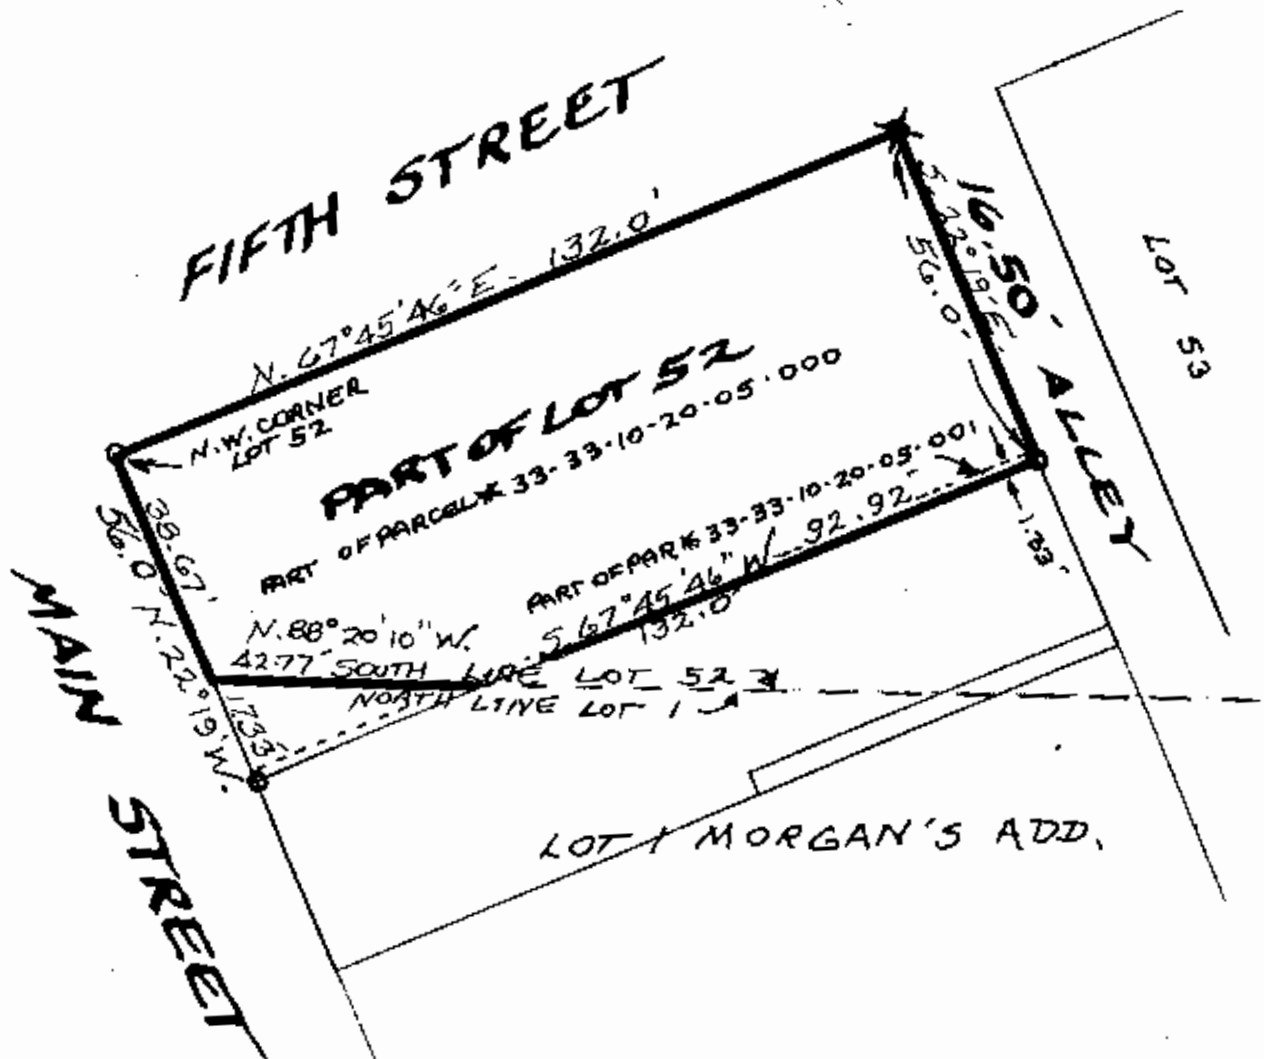 FIFTH STREET
N. 67°45'46" E. 132.0'
N.W. CORNER
LOT 52
PART OF LOT 52
PART OF PARCEL # 33-33-10-20-05.000
PART OF PAR # 33-33-10-20-05-001
S. 22°19' E.
56.0'
16.50' ALLEY
LOT 53
38.67'
56.0' N. 22°19' W.
17.33'
MAIN STREET
N. 88°20'10" W.
42.77' SOUTH LINE LOT 52
NORTH LINE LOT 1
S. 67°45'46" W. 92.92'
132.0'
1.33'
LOT 1 MORGAN'S ADD.